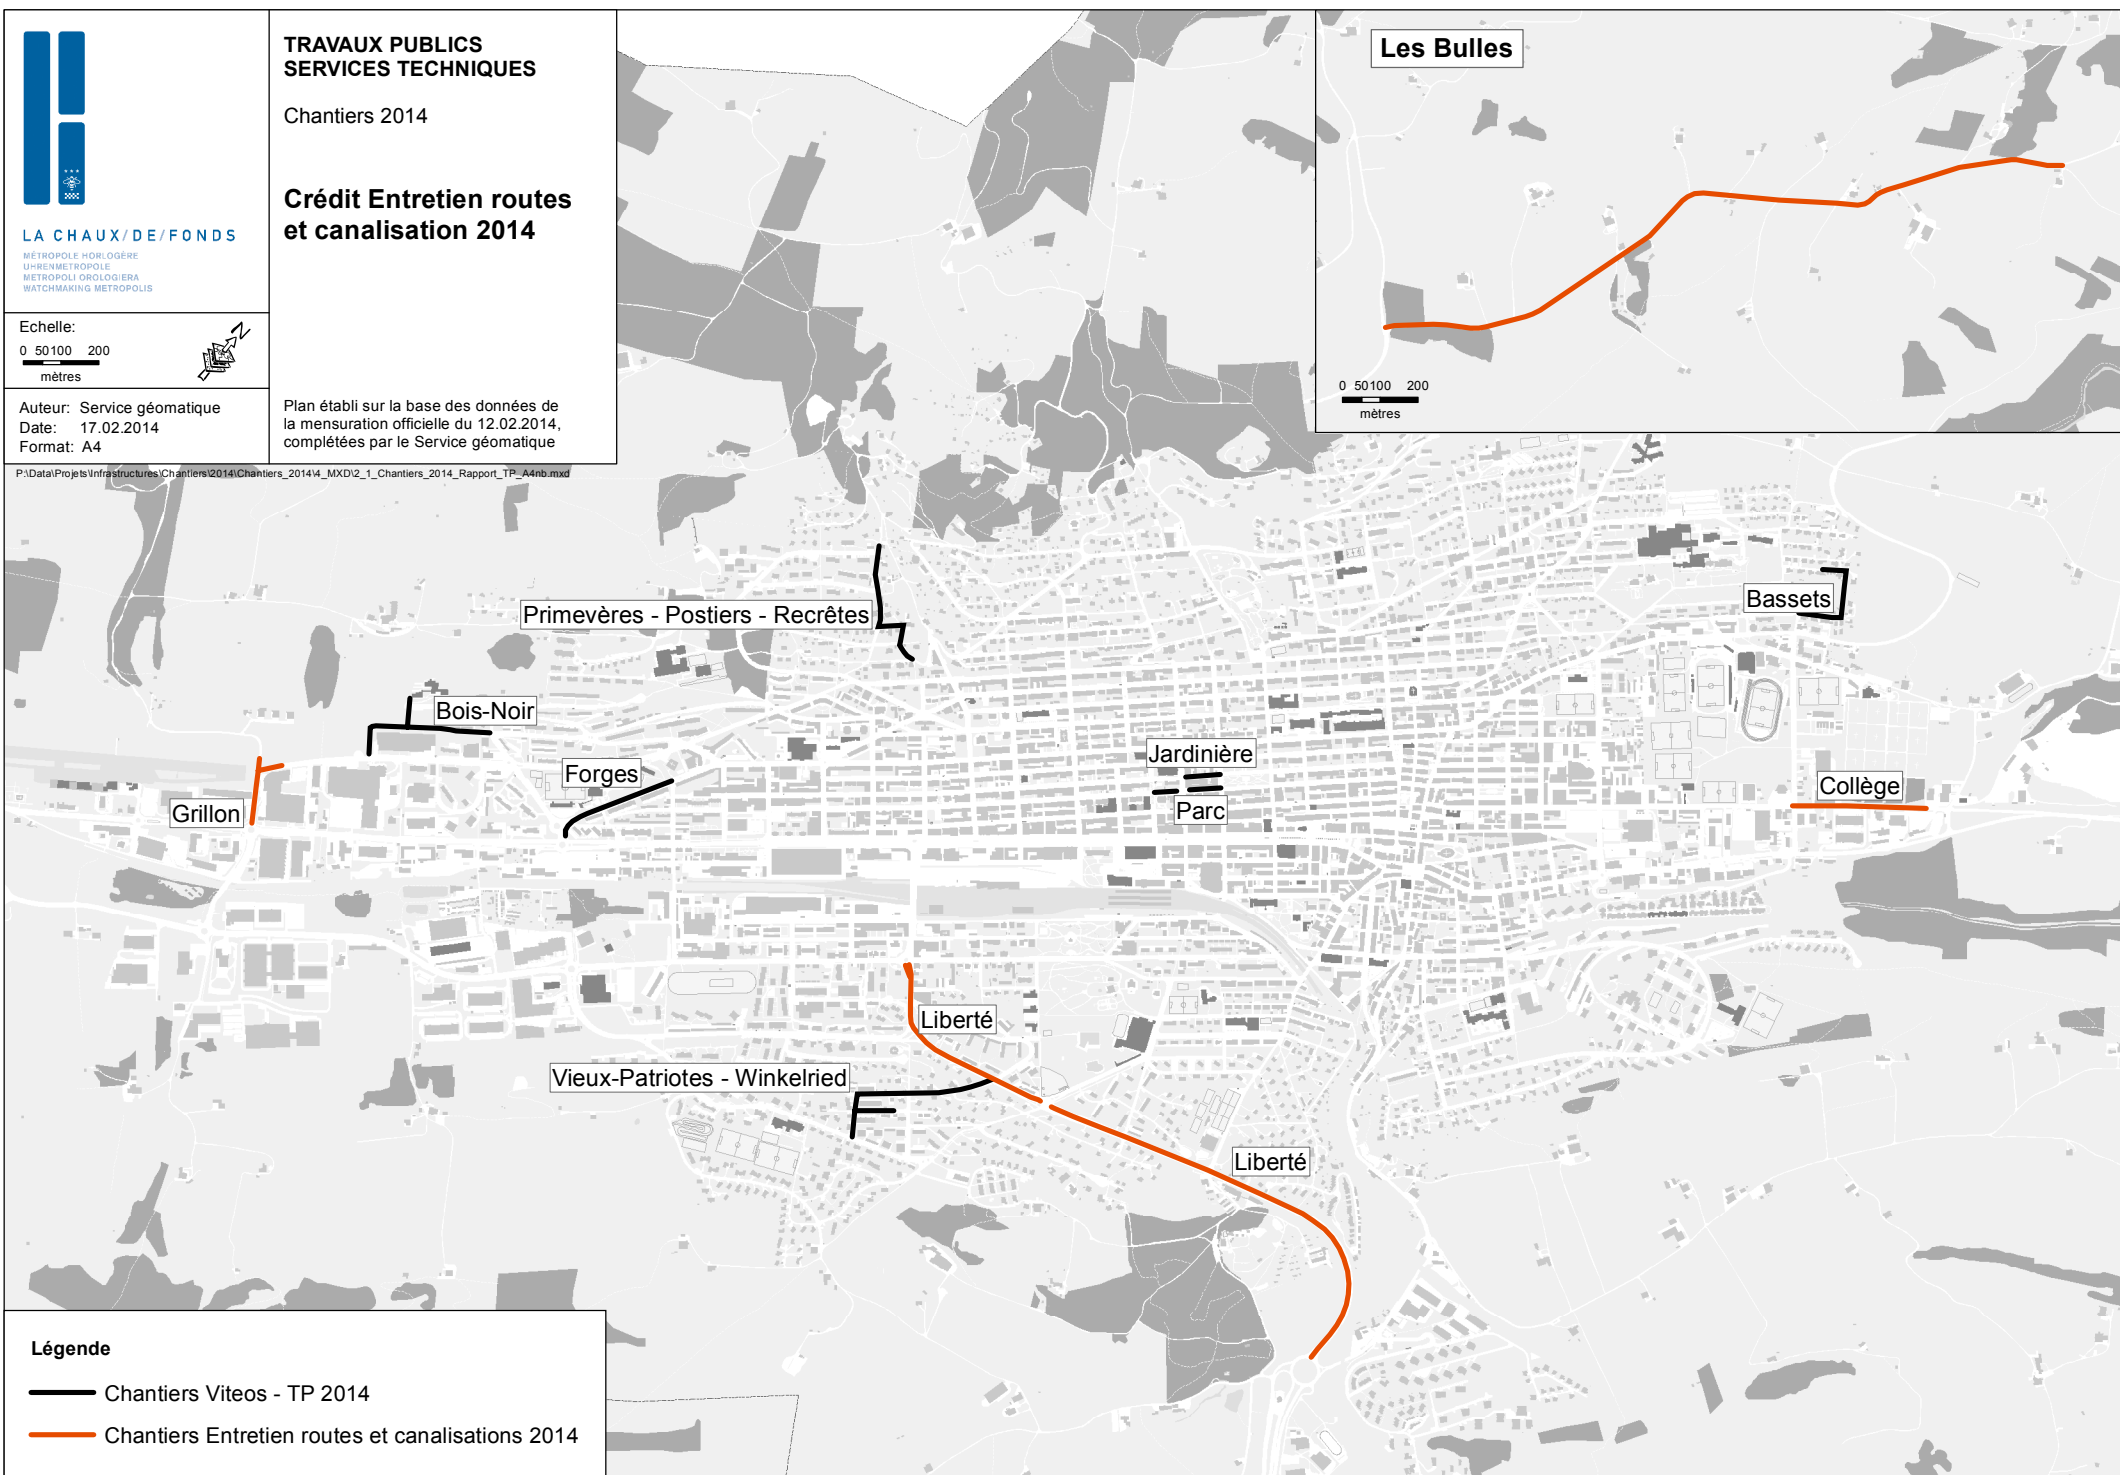 LA CHAUX/DE/FONDS
MÉTROPOLE HORLOGÈRE
UHRENMETROPOLE
METROPOLI OROLOGIERA
WATCHMAKING METROPOLIS
TRAVAUX PUBLICS
SERVICES TECHNIQUES
Chantiers 2014
Crédit Entretien routes
et canalisation 2014
Echelle:
0 50100 200
mètres
N
Auteur: Service géomatique
Date: 17.02.2014
Format: A4
Plan établi sur la base des données de
la mensuration officielle du 12.02.2014,
complétées par le Service géomatique
P:\Data\Projets\Infrastructures\Chantiers\2014\Chantiers_2014\4_MXD\2_1_Chantiers_2014_Rapport_TP_A4nb.mxd
Les Bulles
0 50100 200
mètres
Bassets
Primevères - Postiers - Recrêtes
Bois-Noir
Jardinière
Forges
Collège
Grillon
Parc
Liberté
Vieux-Patriotes - Winkelried
Liberté
Légende
Chantiers Viteos - TP 2014
Chantiers Entretien routes et canalisations 2014